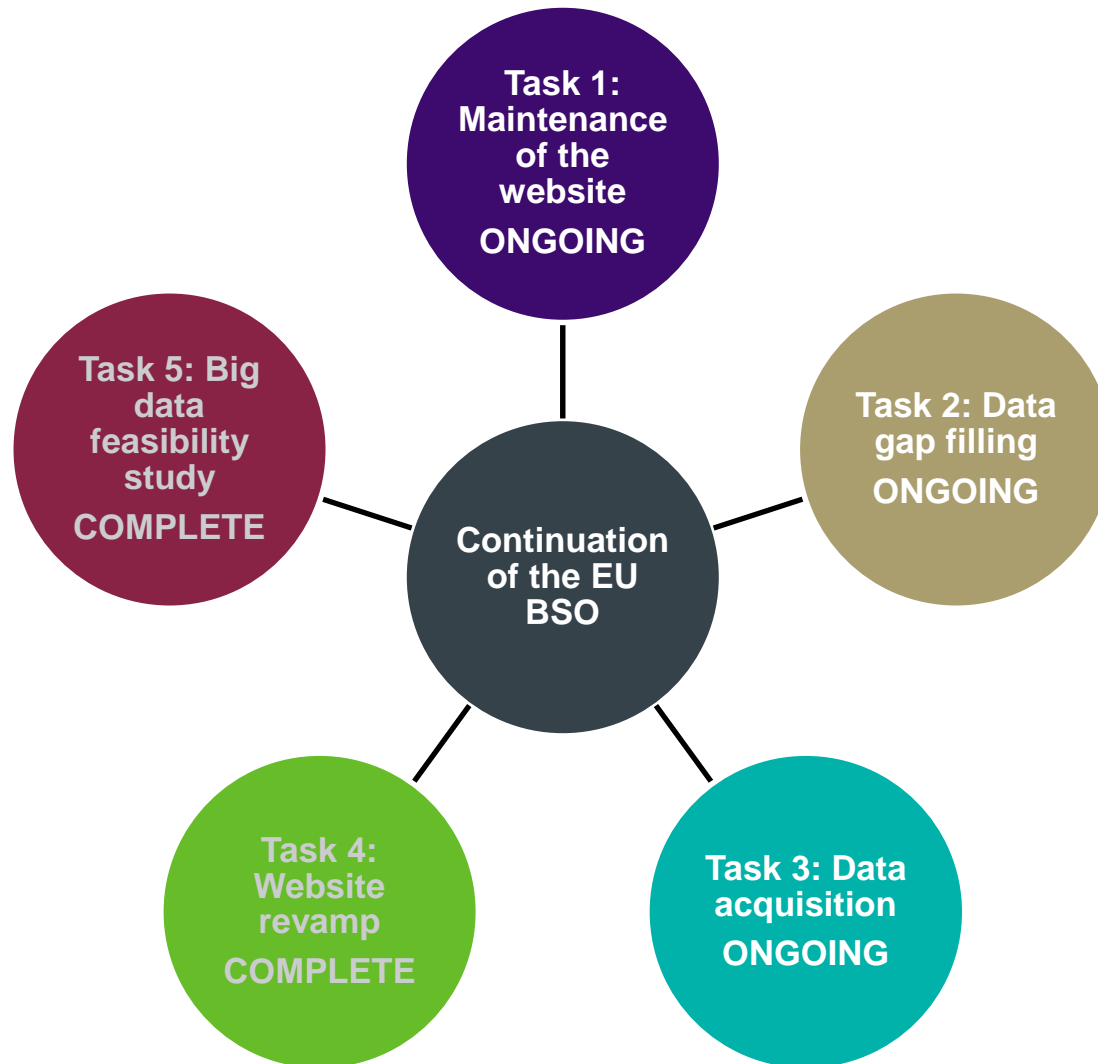 Task 1:
Maintenance
of the
website
ONGOING
Task 2: Data
gap filling
ONGOING
Task 3: Data
acquisition
ONGOING
Task 4:
Website
revamp
COMPLETE
Task 5: Big
data
feasibility
study
COMPLETE
Continuation
of the EU
BSO